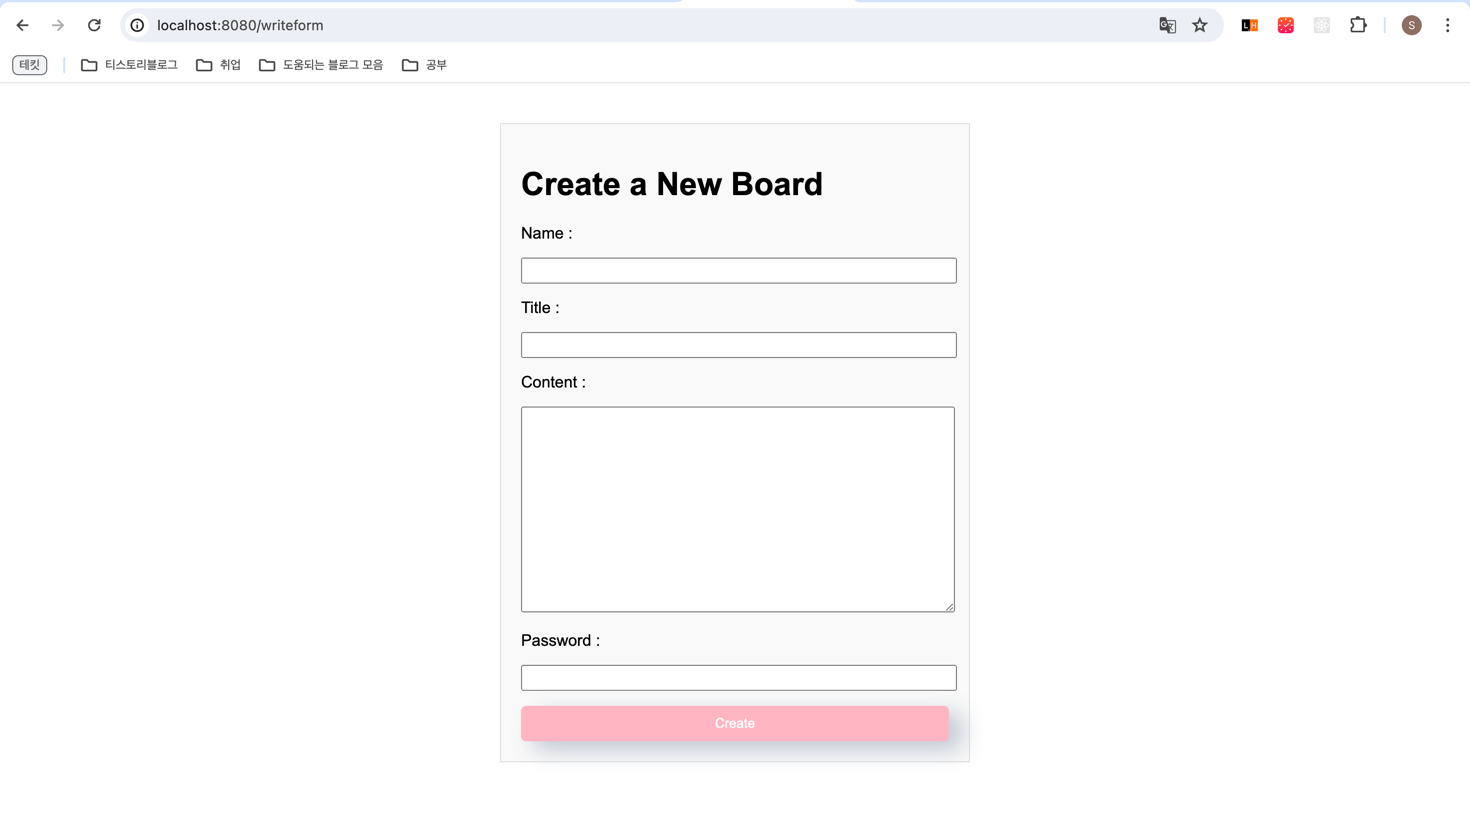 localhost:8080/writeform
LH
S
테킷
티스토리블로그
취업
도움되는 블로그 모음
공부
Create a New Board
Name :
Title :
Content :
Password :
Create